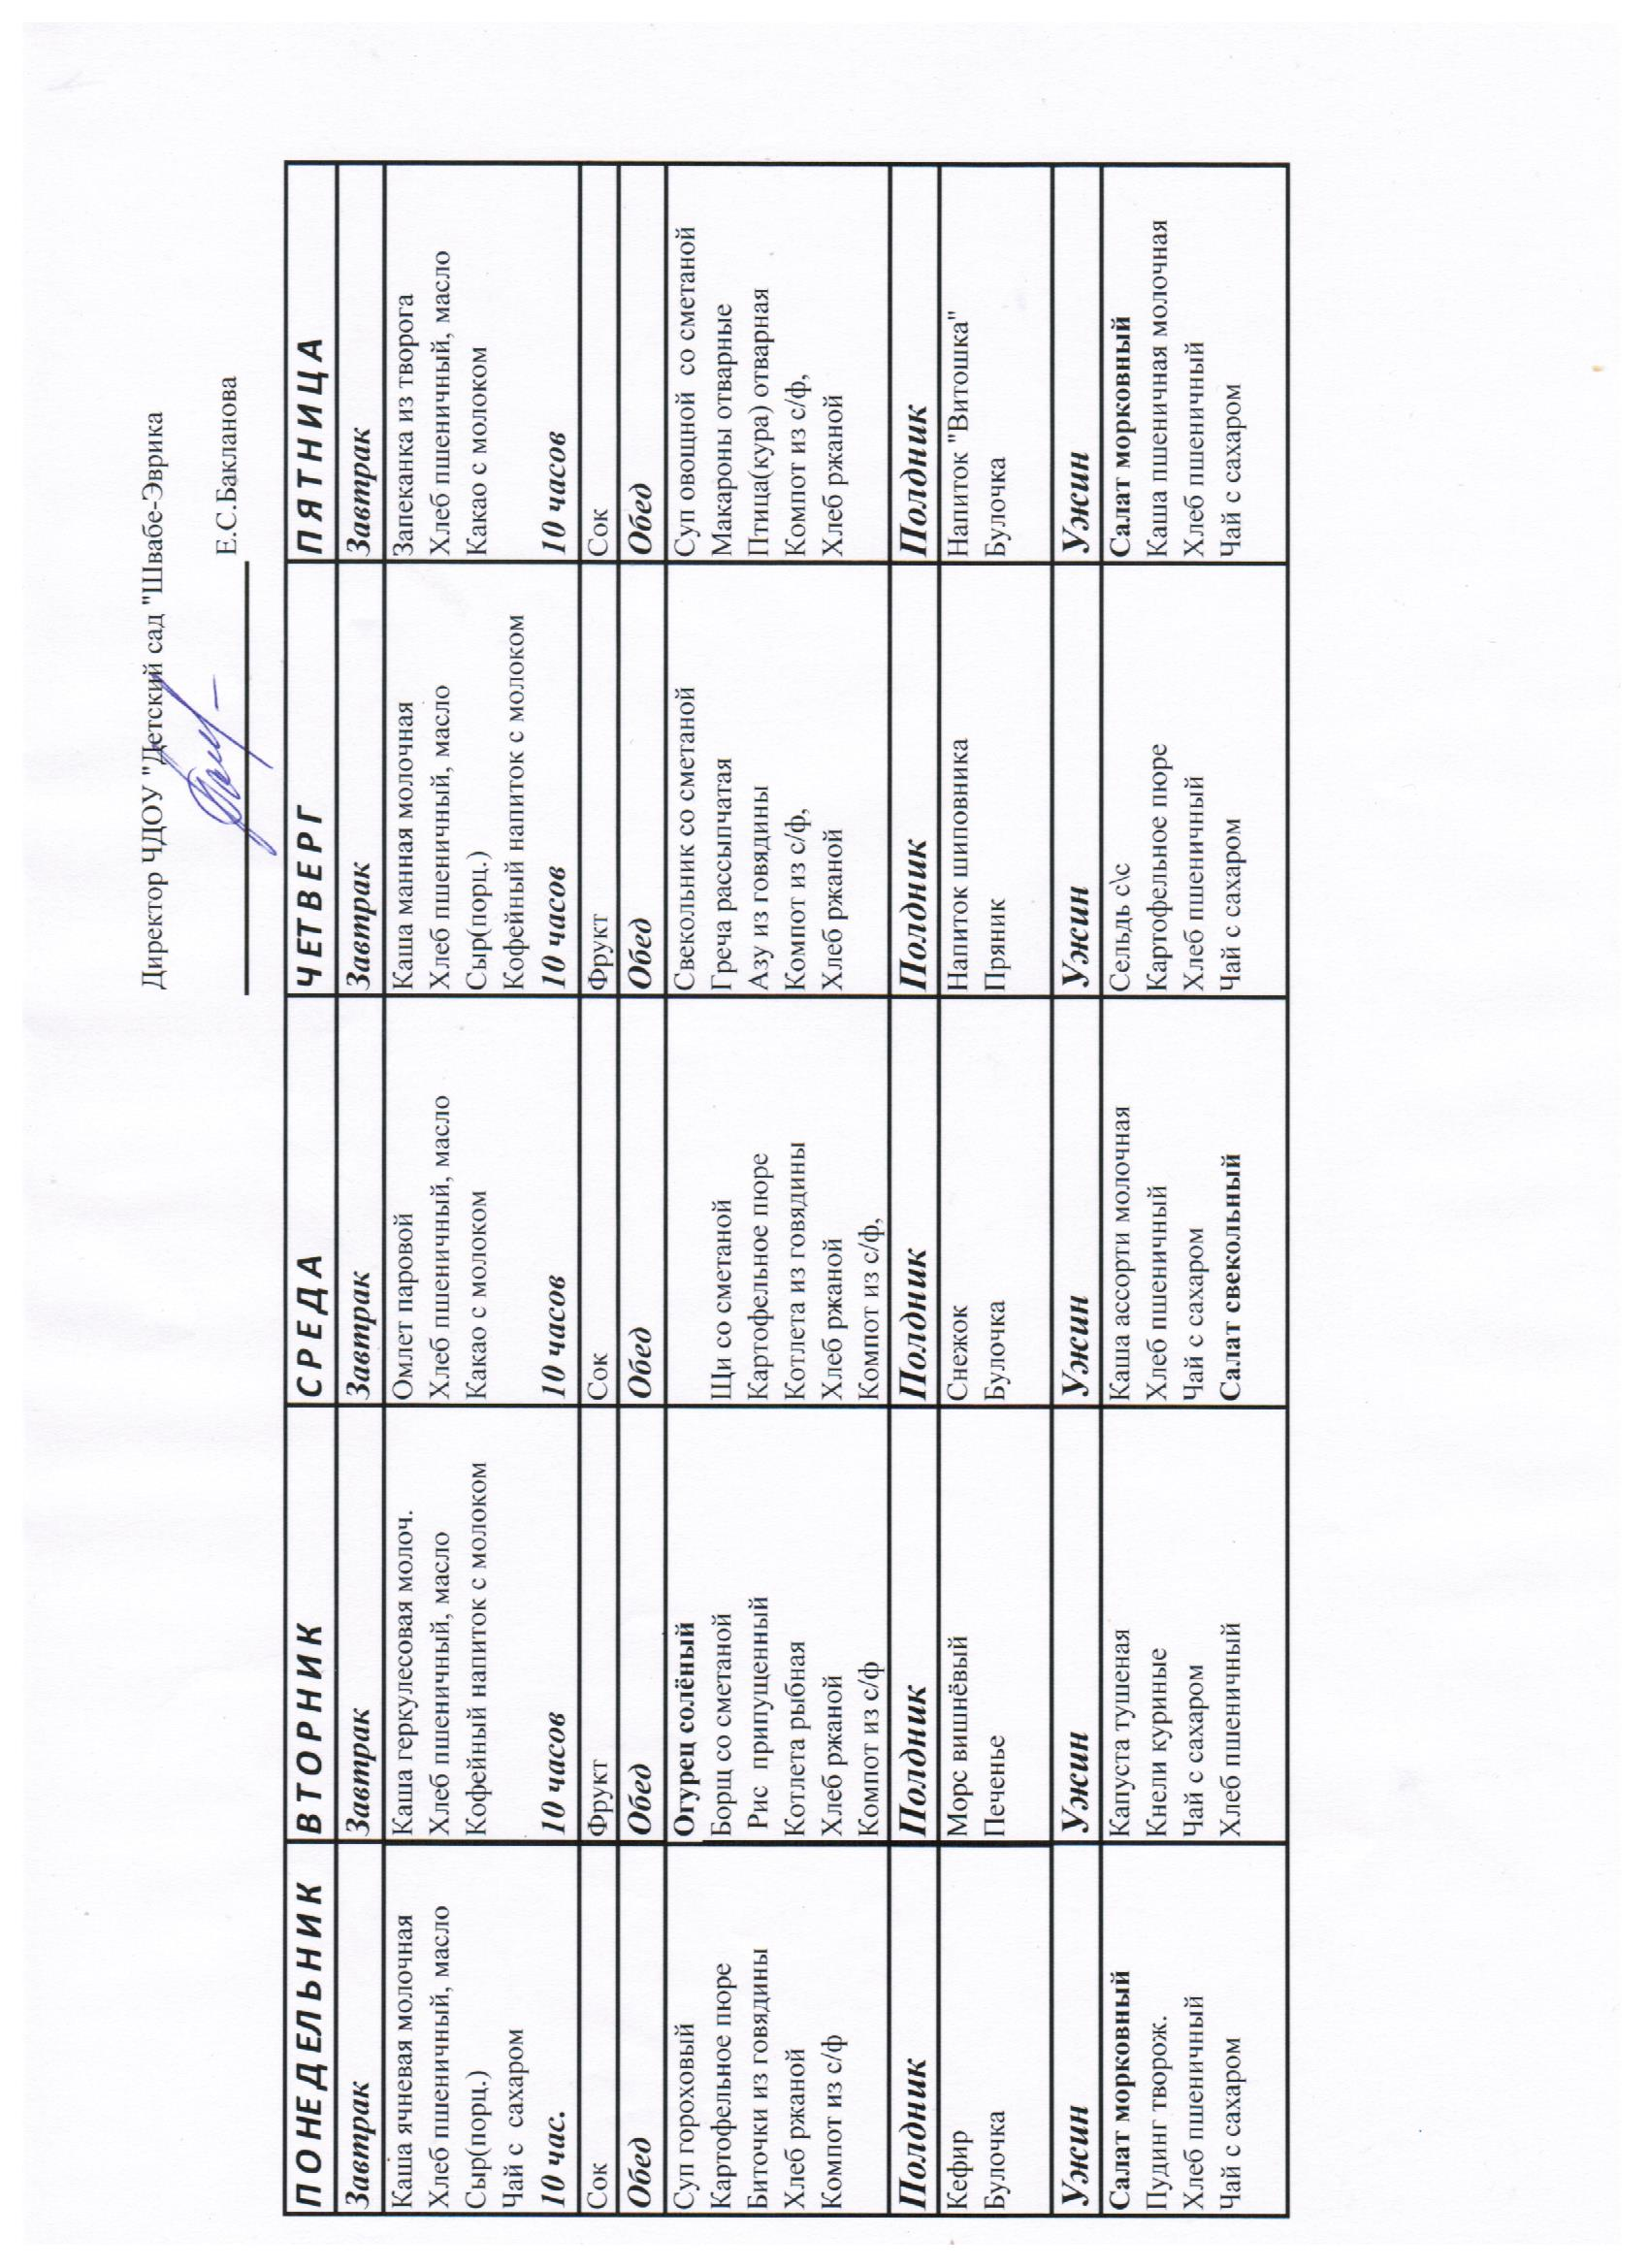 Директор ЧДОУ "Детский сад "Швабе-Эврика
Е.С.Бакланова
ПОНЕДЕЛЬНИК
Завтрак
Каша ячневая молочная
Хлеб пшеничный, масло
Сыр(порц.)
Чай с сахаром
10 час.
Сок
Обед
Суп гороховый
Картофельное пюре
Биточки из говядины
Хлеб ржаной
Компот из с/ф
Полдник
Кефир
Булочка
Ужин
Салат морковный
Пудинг творож.
Хлеб пшеничный
Чай с сахаром
ВТОРНИК
Завтрак
Каша геркулесовая молоч.
Хлеб пшеничный, масло
Кофейный напиток с молоком
10 часов
Фрукт
Обед
Огурец солёный
Борщ со сметаной
Рис припущенный
Котлета рыбная
Хлеб ржаной
Компот из с/ф
Полдник
Морс вишнёвый
Печенье
Ужин
Капуста тушеная
Кнели куриные
Чай с сахаром
Хлеб пшеничный
СРЕДА
Завтрак
Омлет паровой
Хлеб пшеничный, масло
Какао с молоком
10 часов
Сок
Обед
Щи со сметаной
Картофельное пюре
Котлета из говядины
Хлеб ржаной
Компот из с/ф,
Полдник
Снежок
Булочка
Ужин
Каша ассорти молочная
Хлеб пшеничный
Чай с сахаром
Салат свекольный
ЧЕТВЕРГ
Завтрак
Каша манная молочная
Хлеб пшеничный, масло
Сыр(порц.)
Кофейный напиток с молоком
10 часов
Фрукт
Обед
Свекольник со сметаной
Греча рассыпчатая
Азу из говядины
Компот из с/ф,
Хлеб ржаной
Полдник
Напиток шиповника
Пряник
Ужин
Сельдь с\с
Картофельное пюре
Хлеб пшеничный
Чай с сахаром
ПЯТНИЦА
Завтрак
Запеканка из творога
Хлеб пшеничный, масло
Какао с молоком
10 часов
Сок
Обед
Суп овощной со сметаной
Макароны отварные
Птица(кура) отварная
Компот из с/ф,
Хлеб ржаной
Полдник
Напиток "Витошка"
Булочка
Ужин
Салат морковный
Каша пшеничная молочная
Хлеб пшеничный
Чай с сахаром